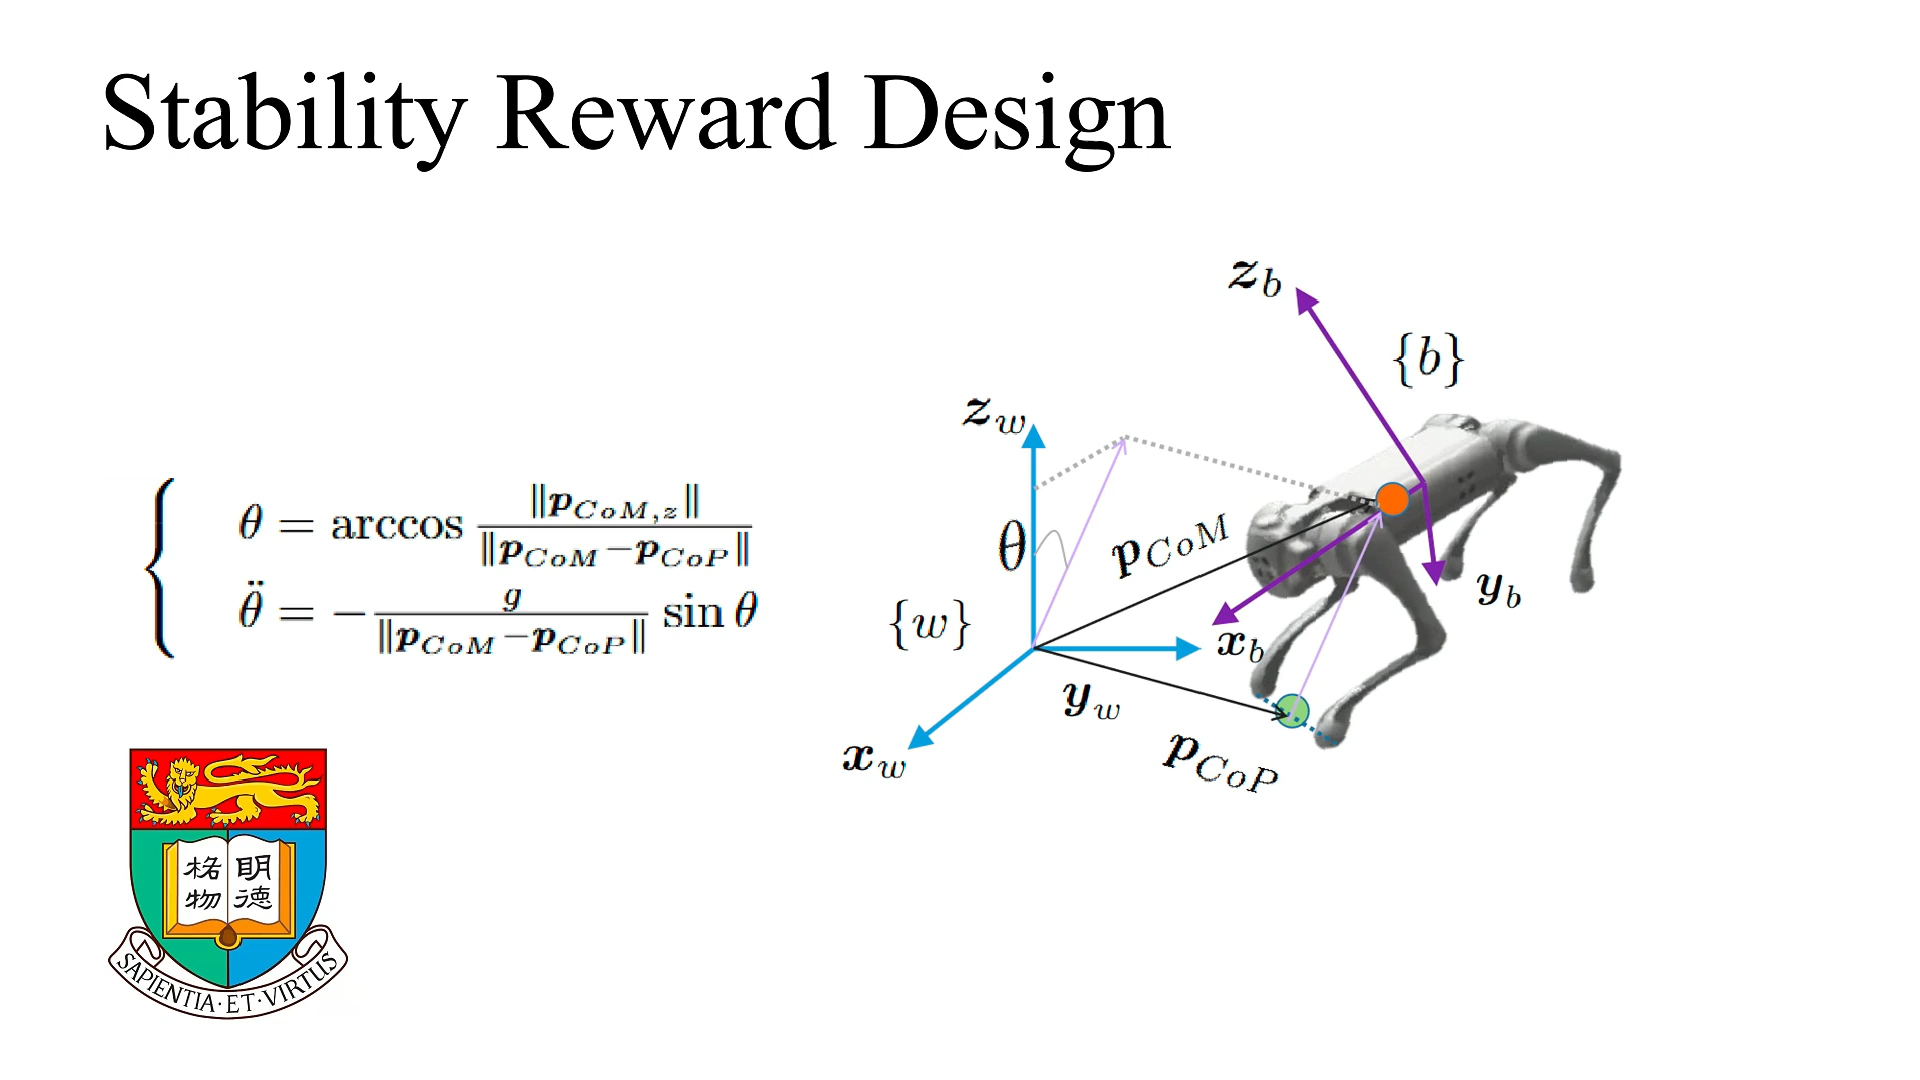 Stability Reward Design
θ = arccos ‖p_{CoM,z}‖ / ‖p_{CoM} − p_{CoP}‖
θ̈ = − g / ‖p_{CoM} − p_{CoP}‖ sin θ
z_b
{b}
z_w
θ
p_{CoM}
y_b
{w}
x_b
y_w
x_w
p_{CoP}
格 明
物 德
SAPIENTIA·ET·VIRTUS